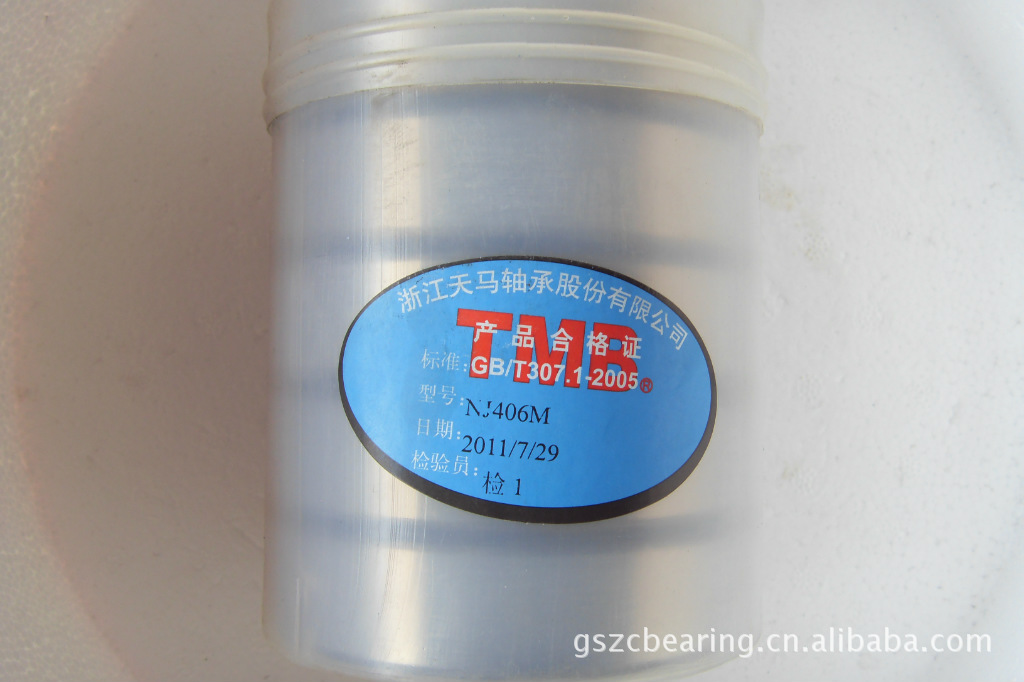 浙江天马轴承股份有限公司
TMB®
产品合格证
标准:GB/T307.1-2005
型号:NJ406M
日期:2011/7/29
检验员:检 1
gszcbearing.cn.alibaba.com